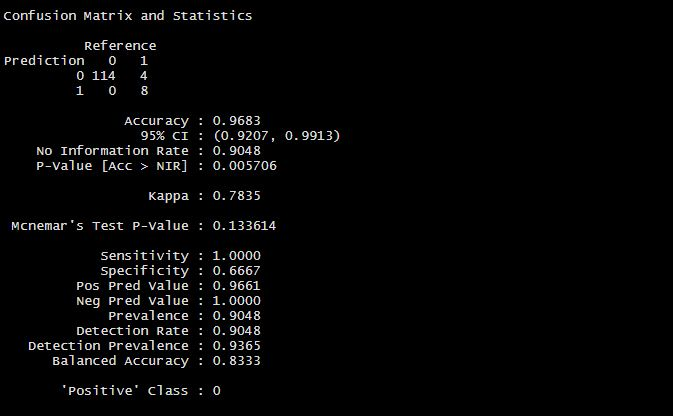 Confusion Matrix and Statistics
Reference
Prediction 0 1
0 114 4
1 0 8
Accuracy : 0.9683
95% CI : (0.9207, 0.9913)
No Information Rate : 0.9048
P-Value [Acc > NIR] : 0.005706
Kappa : 0.7835
Mcnemar's Test P-Value : 0.133614
Sensitivity : 1.0000
Specificity : 0.6667
Pos Pred Value : 0.9661
Neg Pred Value : 1.0000
Prevalence : 0.9048
Detection Rate : 0.9048
Detection Prevalence : 0.9365
Balanced Accuracy : 0.8333
'Positive' Class : 0